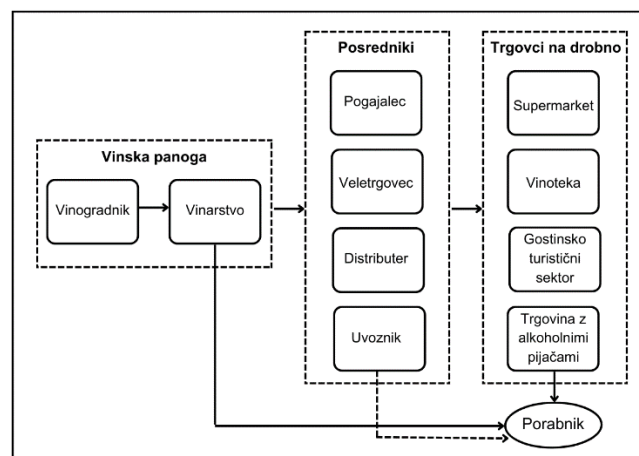 Posredniki
Trgovci na drobno
Pogajalec
Supermarket
Vinska panoga
Vinogradnik
Vinarstvo
Veletrgovec
Vinoteka
Distributer
Gostinsko
turistični
sektor
Uvoznik
Trgovina z
alkoholnimi
pijačami
Porabnik